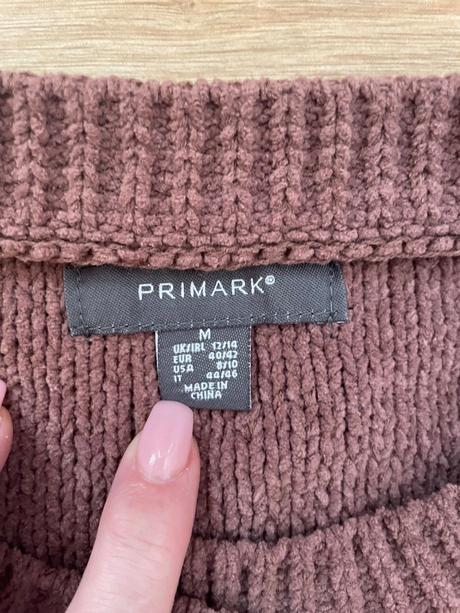 PRIMARK®
M
UK/IRL 12/14
EUR 40/42
USA 8/10
IT 44/46
MADE IN
CHINA